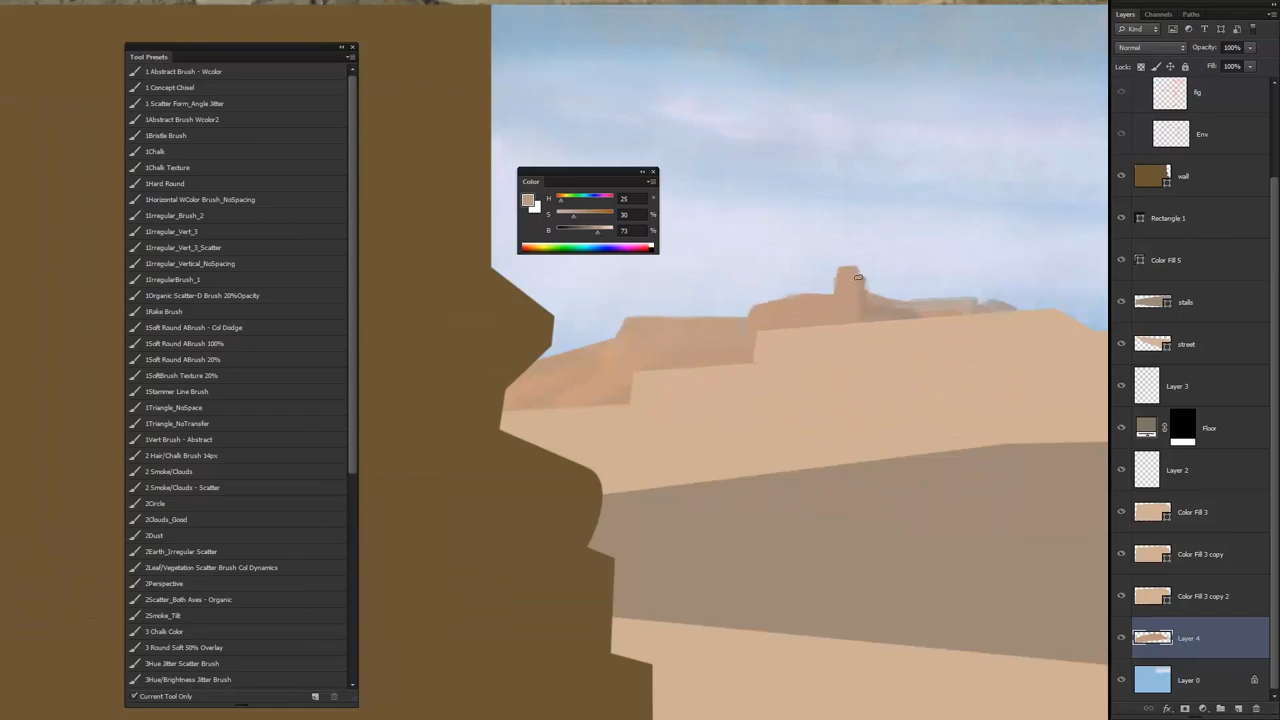 Tool Presets
1 Abstract Brush - Wcolor
1 Concept Chisel
1 Scatter Form_Angle Jitter
1Abstract Brush Wcolor2
1Bristle Brush
1Chalk
1Chalk Texture
1Hard Round
1Horizontal WColor Brush_NoSpacing
1Irregular_Brush_2
1Irregular_Vert_3
1Irregular_Vert_3_Scatter
1Irregular_Vertical_NoSpacing
1IrregularBrush_1
1Organic Scatter-D Brush 20%Opacity
1Rake Brush
1Soft Round ABrush - Col Dodge
1Soft Round ABrush 100%
1Soft Round ABrush 20%
1SoftBrush Texture 20%
1Stammer Line Brush
1Triangle_NoSpace
1Triangle_NoTransfer
1Vert Brush - Abstract
2 Hair/Chalk Brush 14px
2 Smoke/Clouds
2 Smoke/Clouds - Scatter
2Circle
2Clouds_Good
2Dust
2Earth_Irregular Scatter
2Leaf/Vegetation Scatter Brush Col Dynamics
2Perspective
2Scatter_Both Axes - Organic
2Smoke_Tilt
3 Chalk Color
3 Round Soft 50% Overlay
3Hue Jitter Scatter Brush
3Hue/Brightness Jitter Brush
Current Tool Only
Color
H 25 °
S 30 %
B 73 %
Layers Channels Paths
Kind
Normal Opacity: 100%
Lock: Fill: 100%
fig
Env
wall
Rectangle 1
Color Fill 5
stalls
street
Layer 3
Floor
Layer 2
Color Fill 3
Color Fill 3 copy
Color Fill 3 copy 2
Layer 4
Layer 0